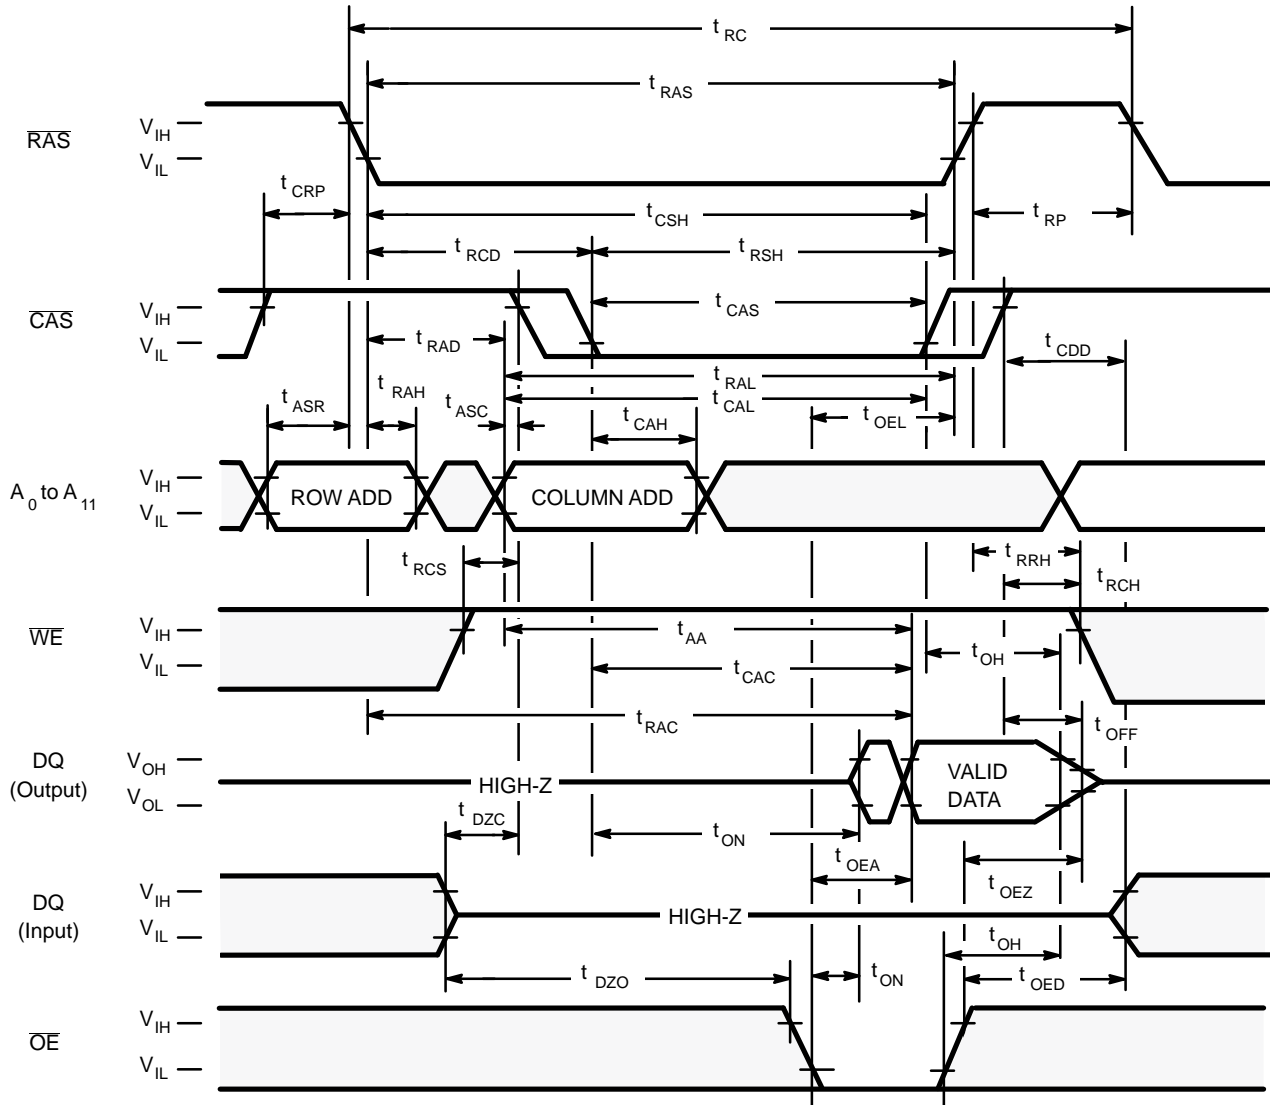 t RC
t RAS
RAS
V IH
V IL
t CRP
t CSH
t RP
t RCD
t RSH
CAS
V IH
V IL
t CAS
t RAD
t CDD
t RAL
t RAH
t CAL
t ASR
t ASC
t CAH
t OEL
A 0 to A 11
V IH
V IL
ROW ADD
COLUMN ADD
t RCS
t RRH
t RCH
WE
V IH
V IL
t AA
t OH
t CAC
t RAC
t OFF
DQ
(Output)
V OH
V OL
HIGH-Z
VALID
DATA
t DZC
t ON
t OEA
t OEZ
DQ
(Input)
V IH
V IL
HIGH-Z
t OH
t DZO
t ON
t OED
OE
V IH
V IL